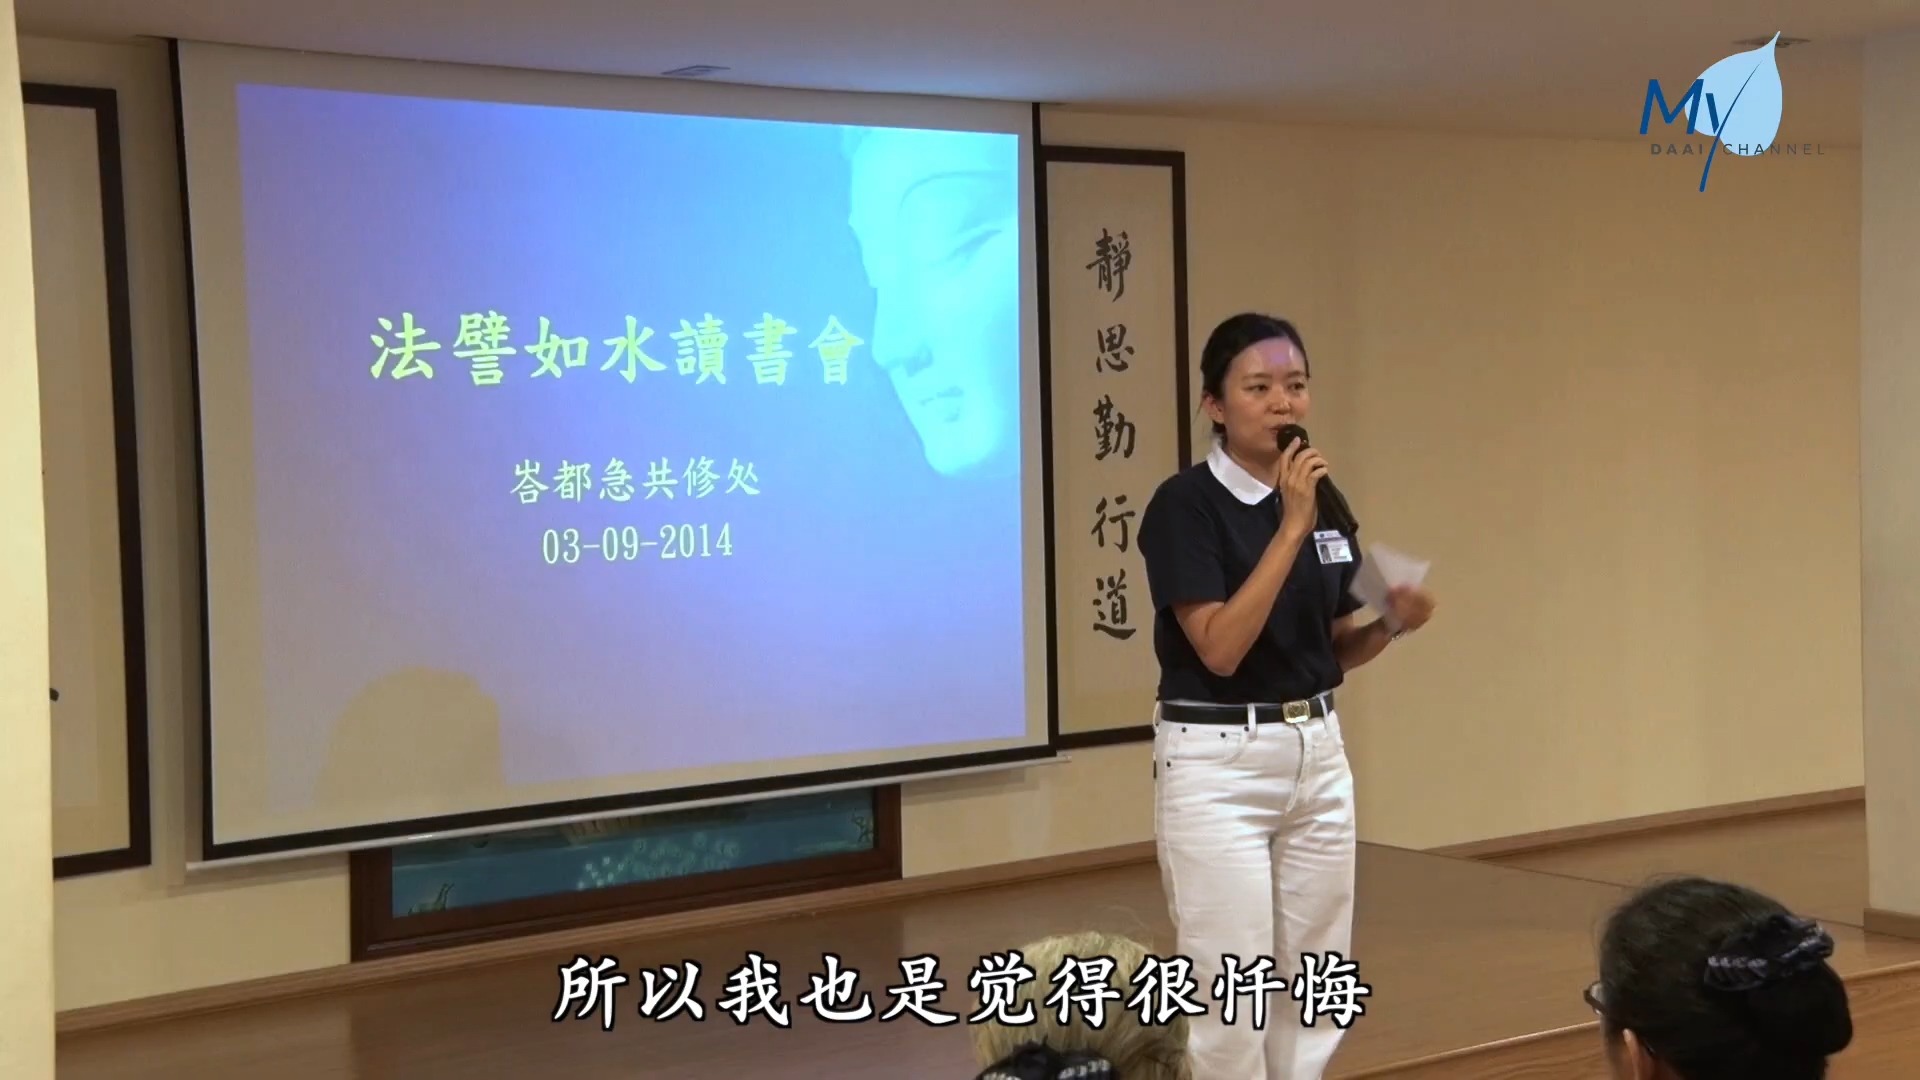 法譬如水讀書會
峇都急共修处
03-09-2014
靜思勤行道
My
DAAI CHANNEL
所以我也是觉得很忏悔